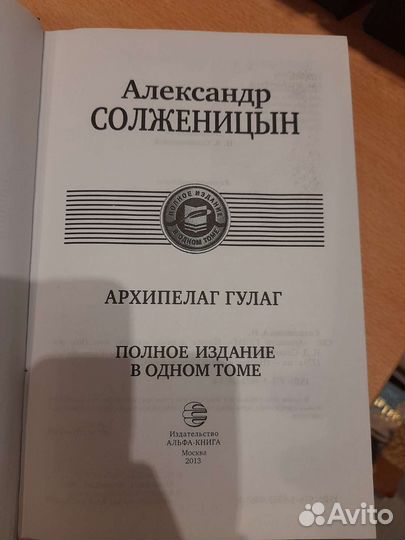 Александр
СОЛЖЕНИЦЫН
ПОЛНОЕ ИЗДАНИЕ
В ОДНОМ ТОМЕ
АРХИПЕЛАГ ГУЛАГ
ПОЛНОЕ ИЗДАНИЕ
В ОДНОМ ТОМЕ
Издательство
АЛЬФА-КНИГА
Москва
2013
Avito